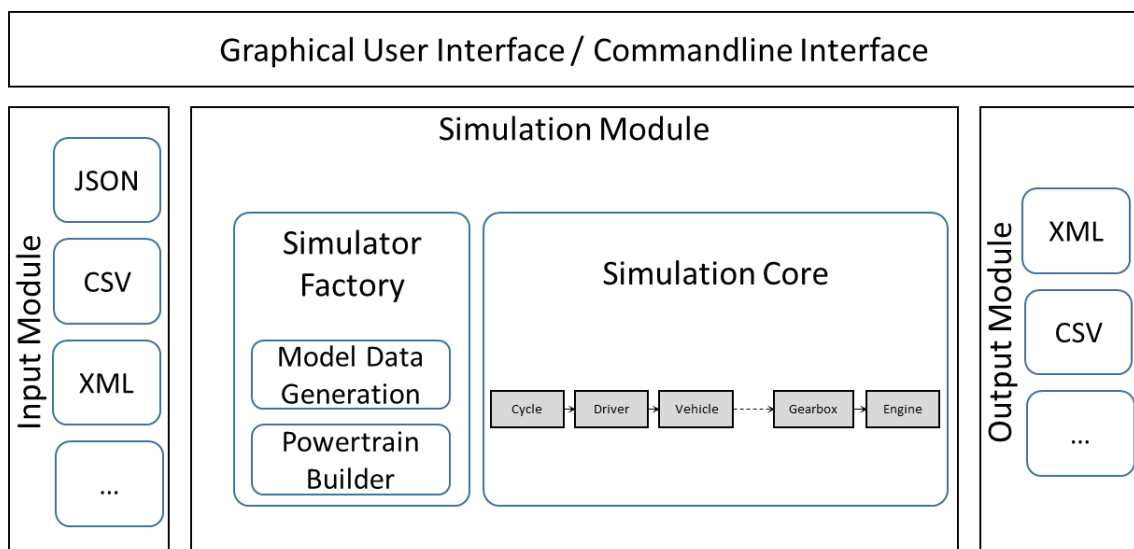 Graphical User Interface / Commandline Interface
Input Module
JSON
CSV
XML
...
Simulation Module
Simulator
Factory
Model Data
Generation
Powertrain
Builder
Simulation Core
Cycle
Driver
Vehicle
Gearbox
Engine
Output Module
XML
CSV
...